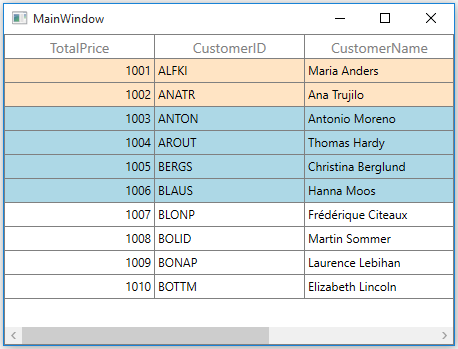 MainWindow
TotalPrice CustomerID CustomerName
1001 ALFKI Maria Anders
1002 ANATR Ana Trujilo
1003 ANTON Antonio Moreno
1004 AROUT Thomas Hardy
1005 BERGS Christina Berglund
1006 BLAUS Hanna Moos
1007 BLONP Frédérique Citeaux
1008 BOLID Martin Sommer
1009 BONAP Laurence Lebihan
1010 BOTTM Elizabeth Lincoln